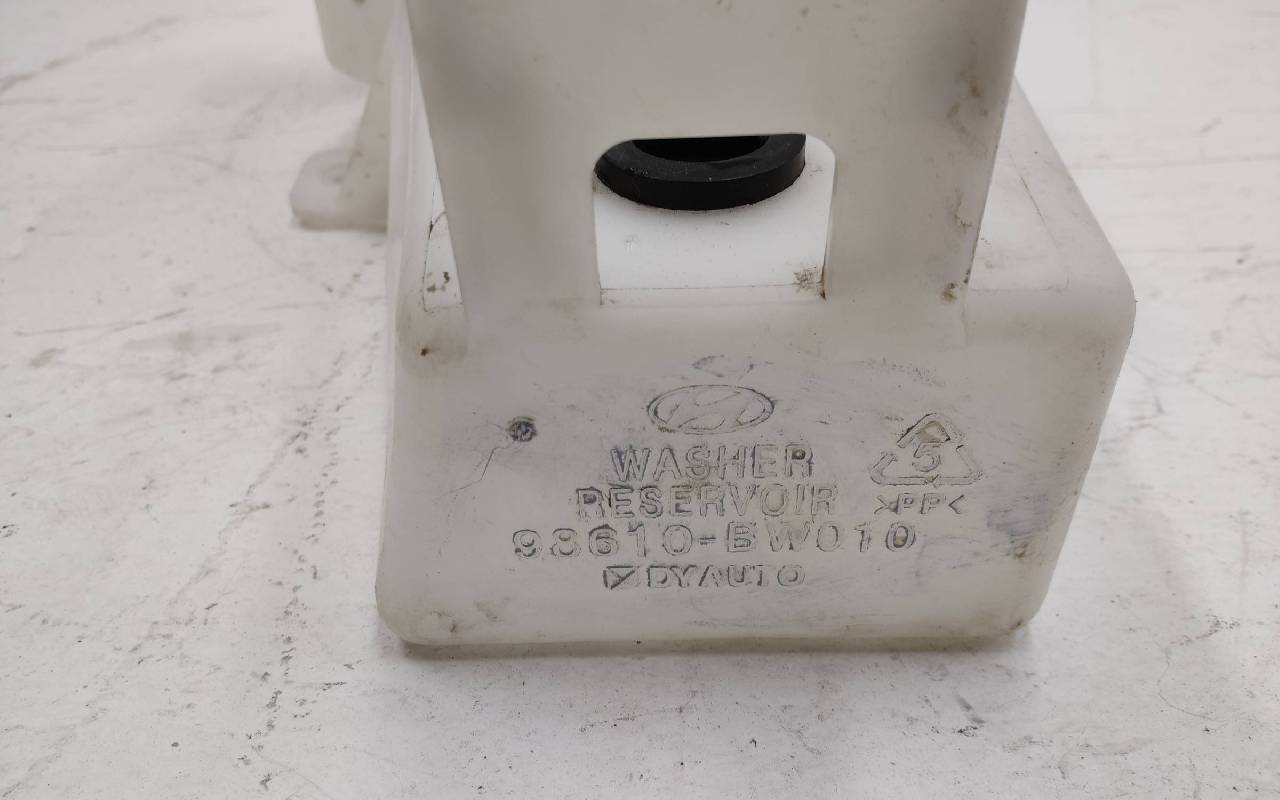 WASHER
RESERVOIR
98610-BW010
DYAUTO
5
>PP<